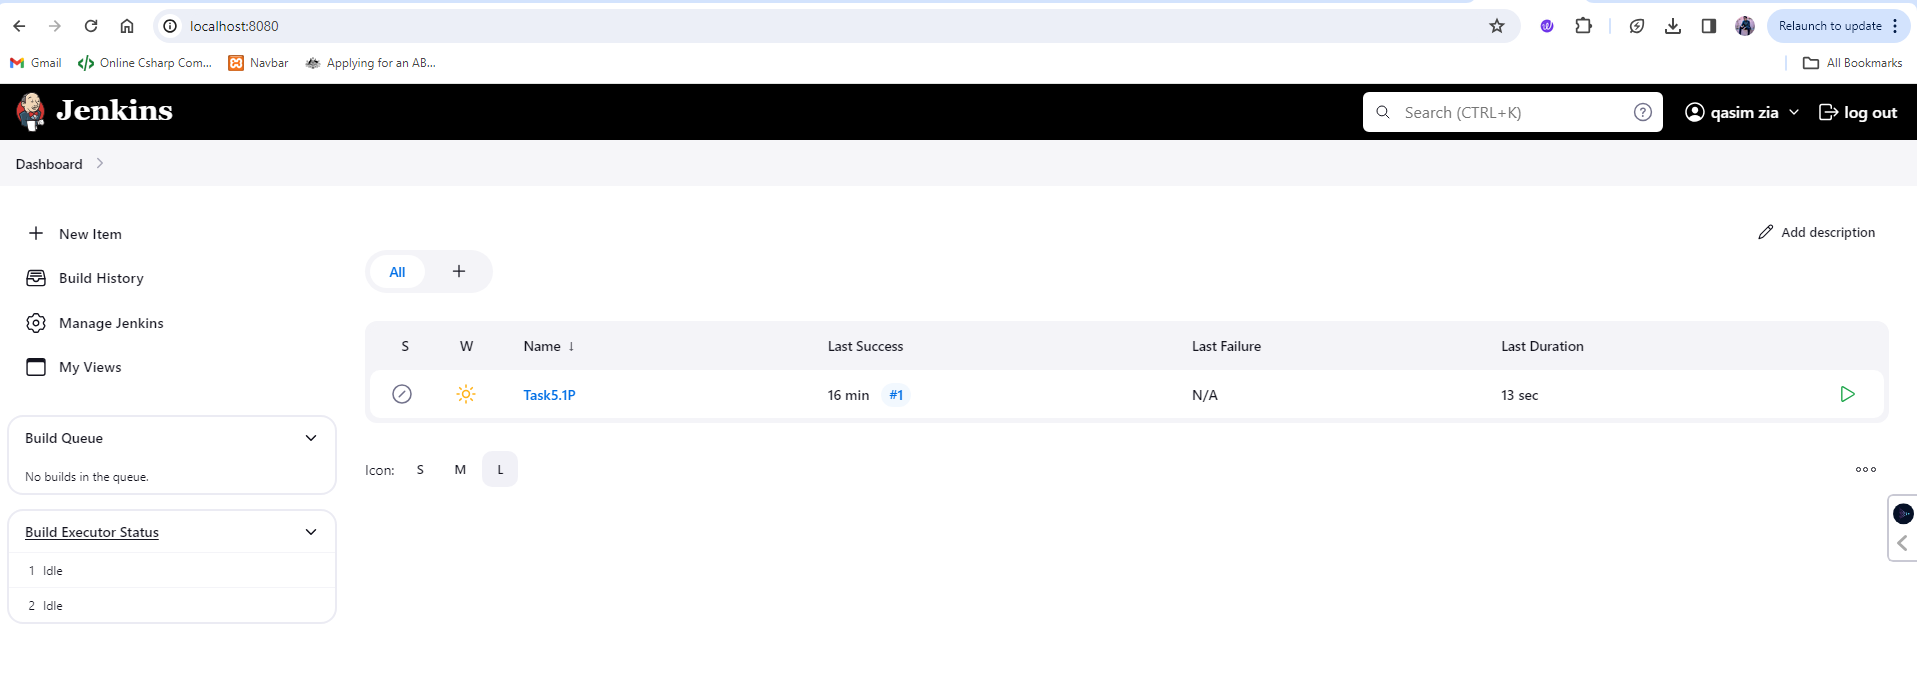 localhost:8080
Relaunch to update
Gmail
Online Csharp Com...
Navbar
Applying for an AB...
All Bookmarks
Jenkins
Search (CTRL+K)
?
qasim zia
log out
Dashboard
New Item
Add description
All +
Build History
Manage Jenkins
My Views
S W Name ↓ Last Success Last Failure Last Duration
Task5.1P 16 min #1 N/A 13 sec
Build Queue
No builds in the queue.
Icon: S M L
Build Executor Status
1 Idle
2 Idle